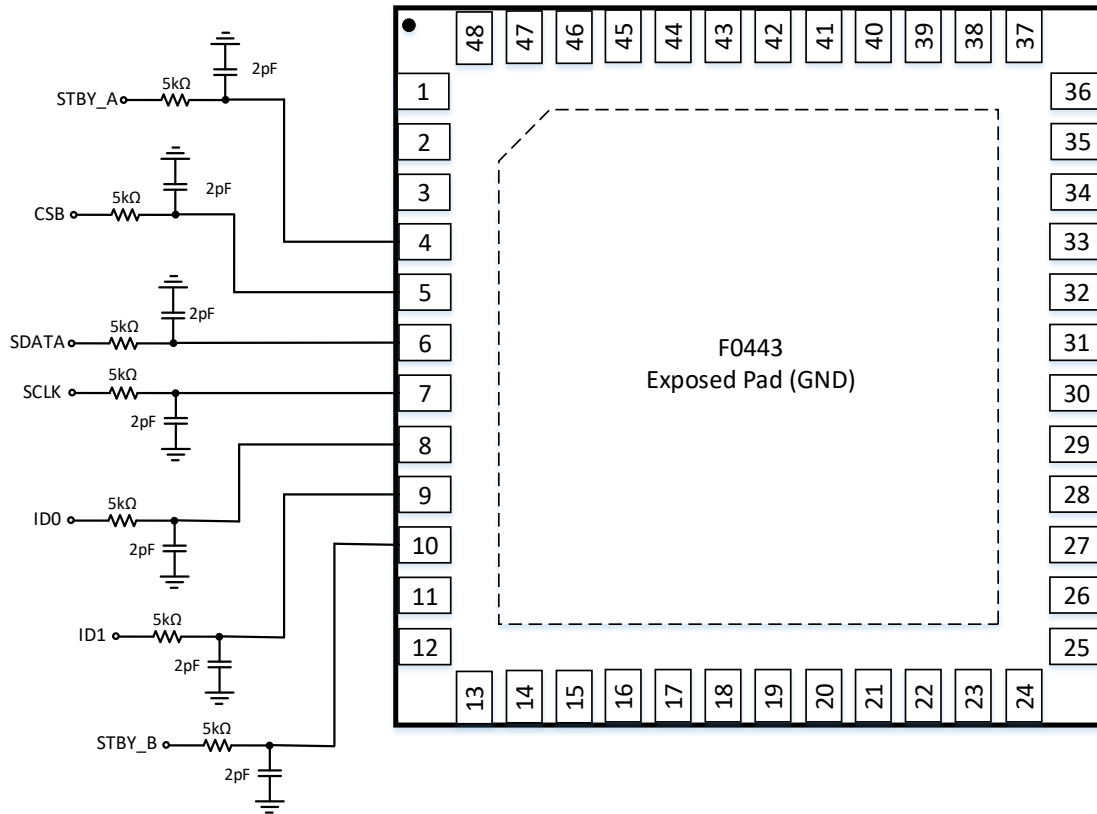 48 47 46 45 44 43 42 41 40 39 38 37
5kΩ 2pF
STBY_A
1 36
2 35
5kΩ 2pF
3 34
CSB
4 33
5 32
5kΩ 2pF
SDATA
6 31
F0443
5kΩ
SCLK
7 30
Exposed Pad (GND)
2pF
8 29
5kΩ
9 28
ID0
2pF
10 27
11 26
5kΩ
ID1
12 25
2pF
13 14 15 16 17 18 19 20 21 22 23 24
5kΩ
STBY_B
2pF